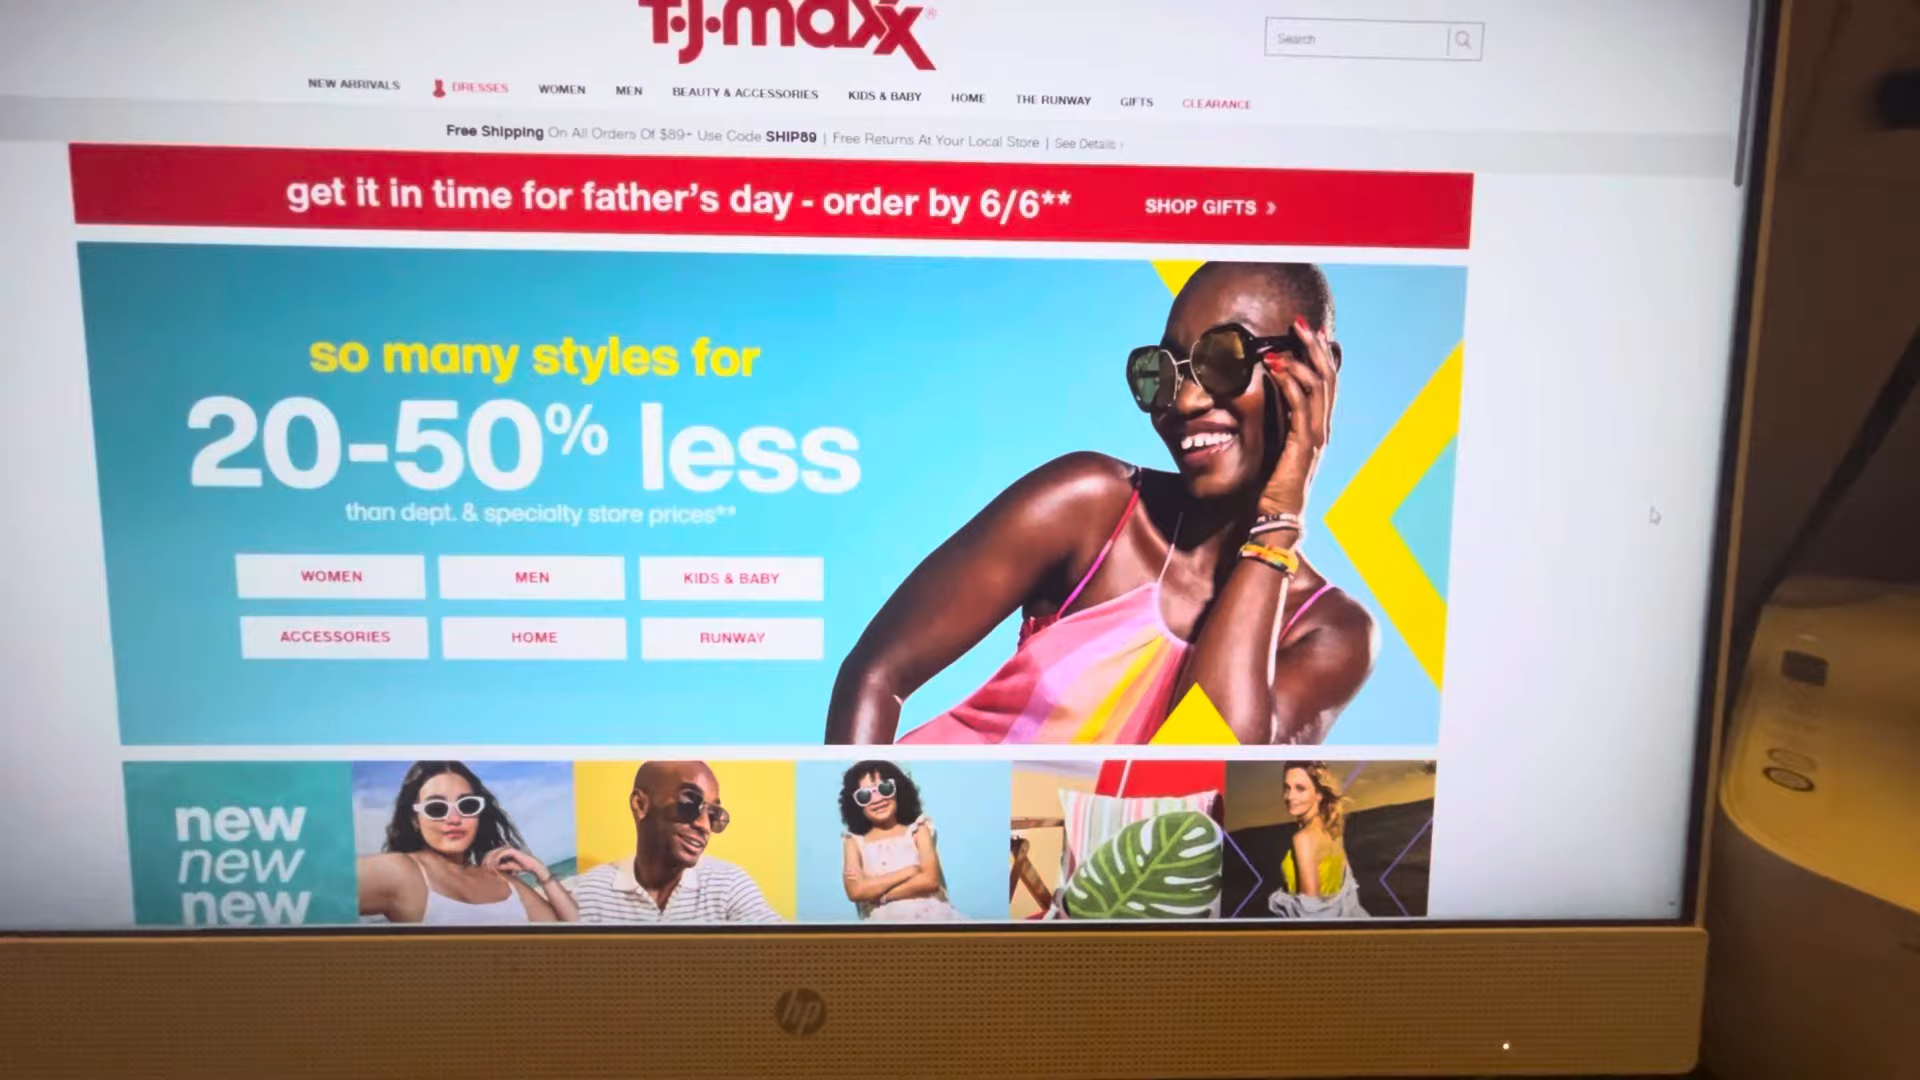 T·J·maxx®
Search
NEW ARRIVALS DRESSES WOMEN MEN BEAUTY & ACCESSORIES KIDS & BABY HOME THE RUNWAY GIFTS CLEARANCE
Free Shipping On All Orders Of $89+ Use Code SHIP89 | Free Returns At Your Local Store | See Details ›
get it in time for father's day - order by 6/6** SHOP GIFTS ›
so many styles for
20-50% less
than dept. & specialty store prices**
WOMEN MEN KIDS & BABY
ACCESSORIES HOME RUNWAY
new
new
new
hp